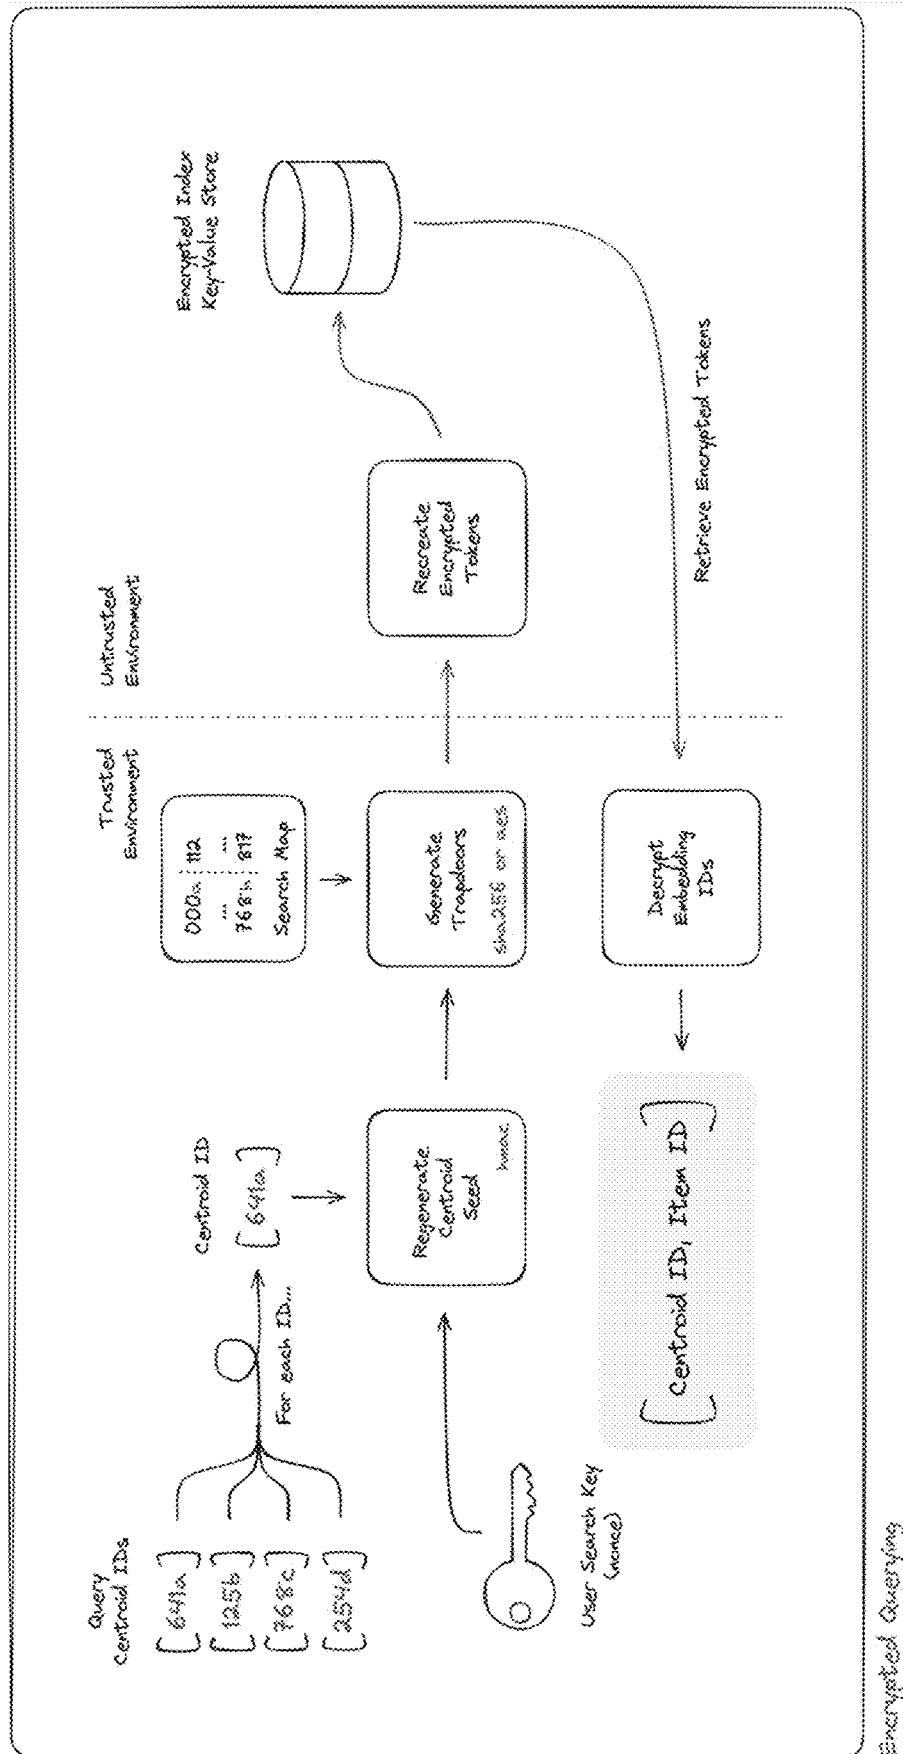 Query
Centroid IDs
[641a]
[125b]
[768c]
[254d]
For each ID...
Centroid ID
[641a]
User Search Key
(nonce)
Regenerate
Centroid
Seed
hmac
Trusted
Environment
000a 112
... ...
768h 817
Search Map
Generate
Trapdoors
sha256 or aes
Untrusted
Environment
Recreate
Encrypted
Tokens
Encrypted Index
Key-Value Store
Retrieve Encrypted Tokens
Decrypt
Embedding
IDs
[Centroid ID, Item ID]
Encrypted Querying